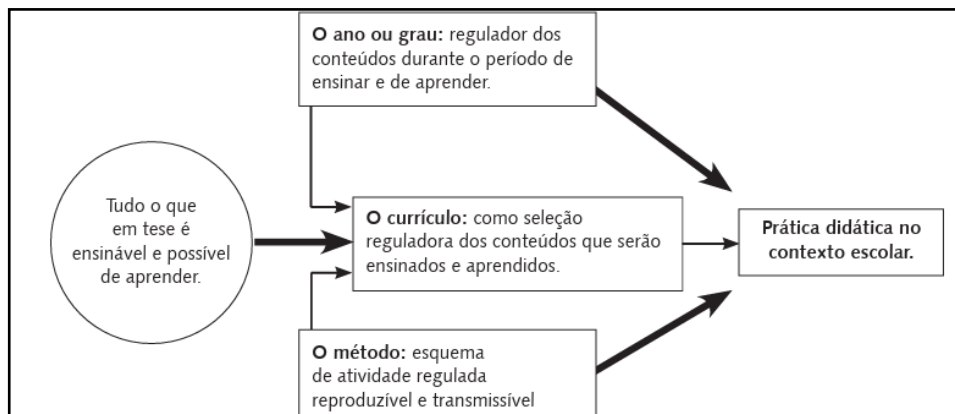 O ano ou grau: regulador dos
conteúdos durante o período de
ensinar e de aprender.
Tudo o que
em tese é
ensinável e possível
de aprender.
O currículo: como seleção
reguladora dos conteúdos que serão
ensinados e aprendidos.
Prática didática no
contexto escolar.
O método: esquema
de atividade regulada
reproduzível e transmissível